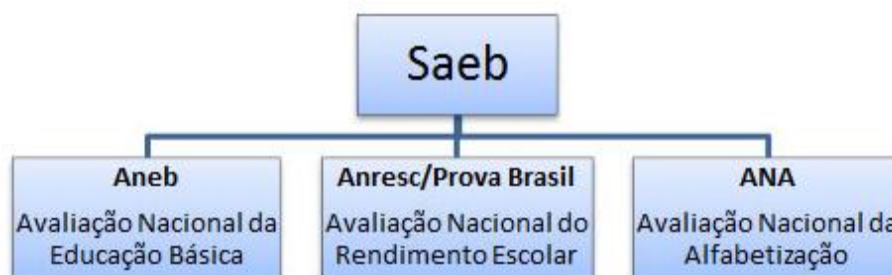 Saeb
Aneb
Avaliação Nacional da
Educação Básica
Anresc/Prova Brasil
Avaliação Nacional do
Rendimento Escolar
ANA
Avaliação Nacional da
Alfabetização